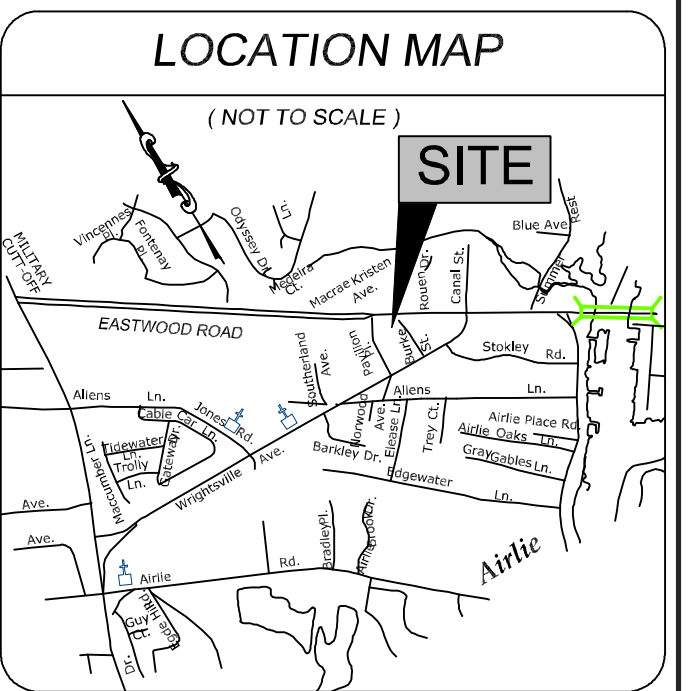 LOCATION MAP
( NOT TO SCALE )
SITE
Vincennes
Pl.
Fontenay
Pl.
Odyssey Dr.
Ln.
Medeira
Ct.
Macrae Kristen
Ave.
Rouen Dr.
Canal St.
Blue Ave.
Summer
Rest
MILITARY
CUTT-OFF
EASTWOOD ROAD
Southerland
Ave.
Pavilion
Pl.
Burke
St.
Stokley
Rd.
Aliens
Ln.
Cable Car Ln.
Jones
Rd.
Tidewater
Ln.
Trolly
Ln.
Gateway
Dr.
Maccumber Ln.
Wrightsville
Ave.
Norwood
Ave.
Elease Ln.
Aliens
Ln.
Trey Ct.
Airlie Place Rd.
Airlie Oaks Ln.
Gray Gables Ln.
Barkley Dr.
Edgewater
Ln.
Ave.
Ave.
Airlie
Rd.
Bradley Pl.
Airlie
Brook
Dr.
Airlie
Guy
Ct.
Rd.
Dr.